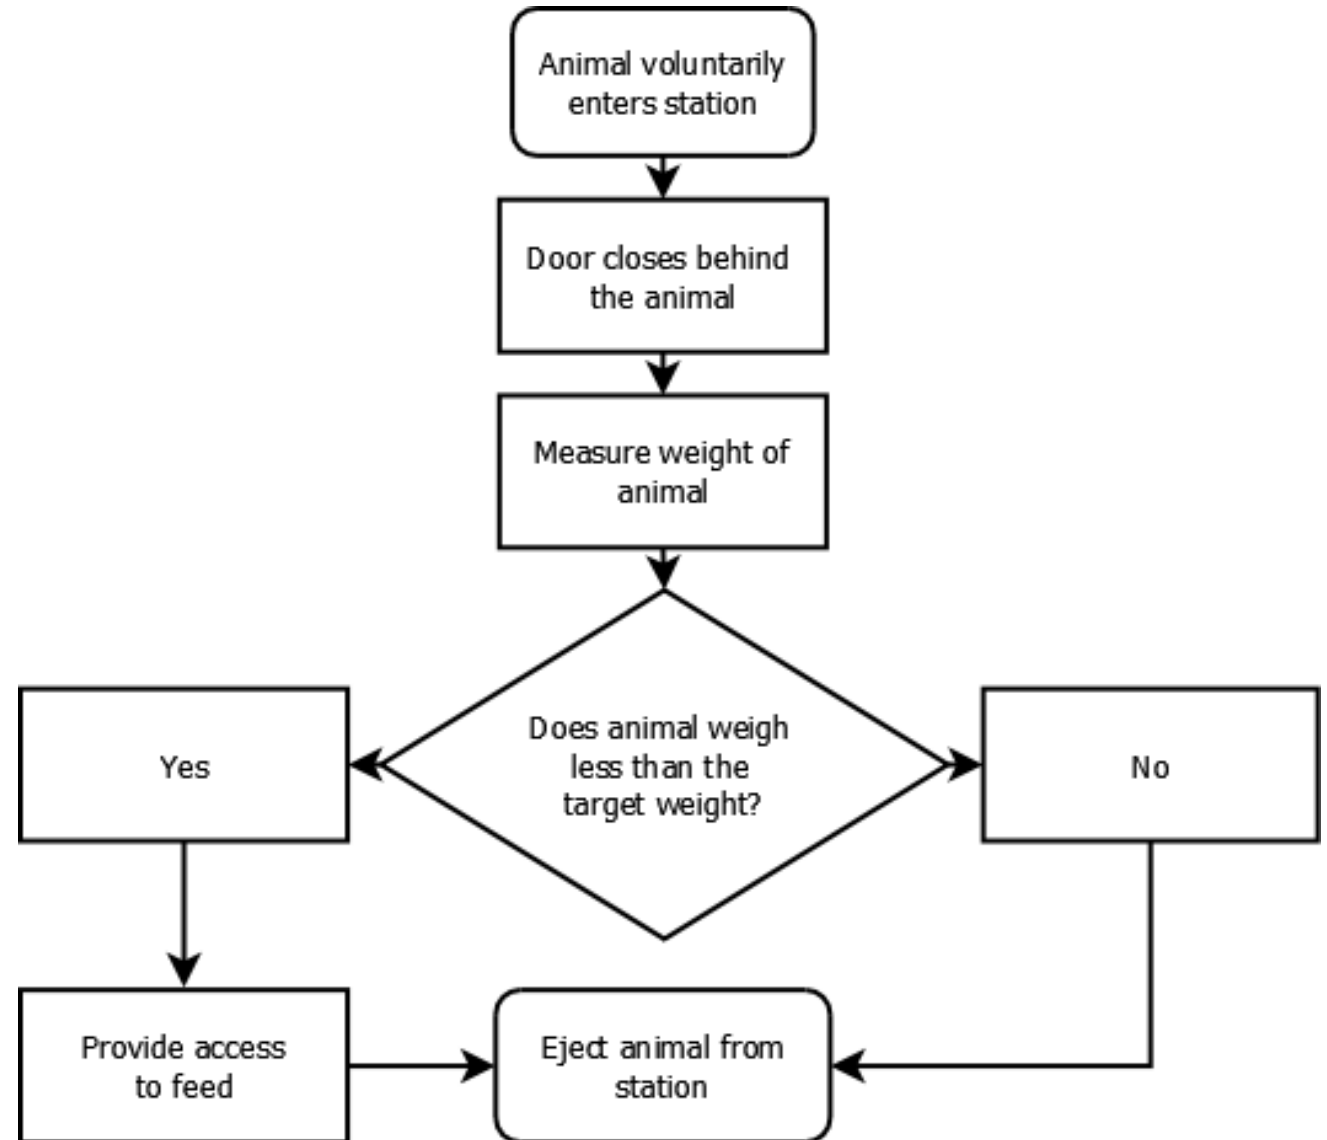 Animal voluntarily
enters station
Door closes behind
the animal
Measure weight of
animal
Does animal weigh
less than the
target weight?
Yes
No
Provide access
to feed
Eject animal from
station